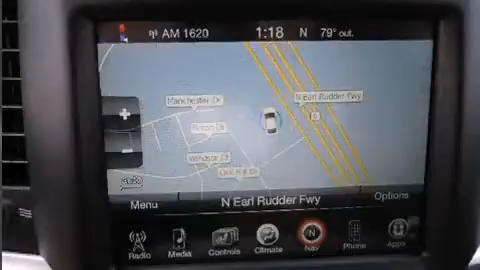 AM 1620 1:18 N 79° out.
N Earl Rudder Fwy
Manchester Dr
+
Windsor Dr
Auto
Menu N Earl Rudder Fwy Options
Radio Media Controls Climate Nav Phone Apps